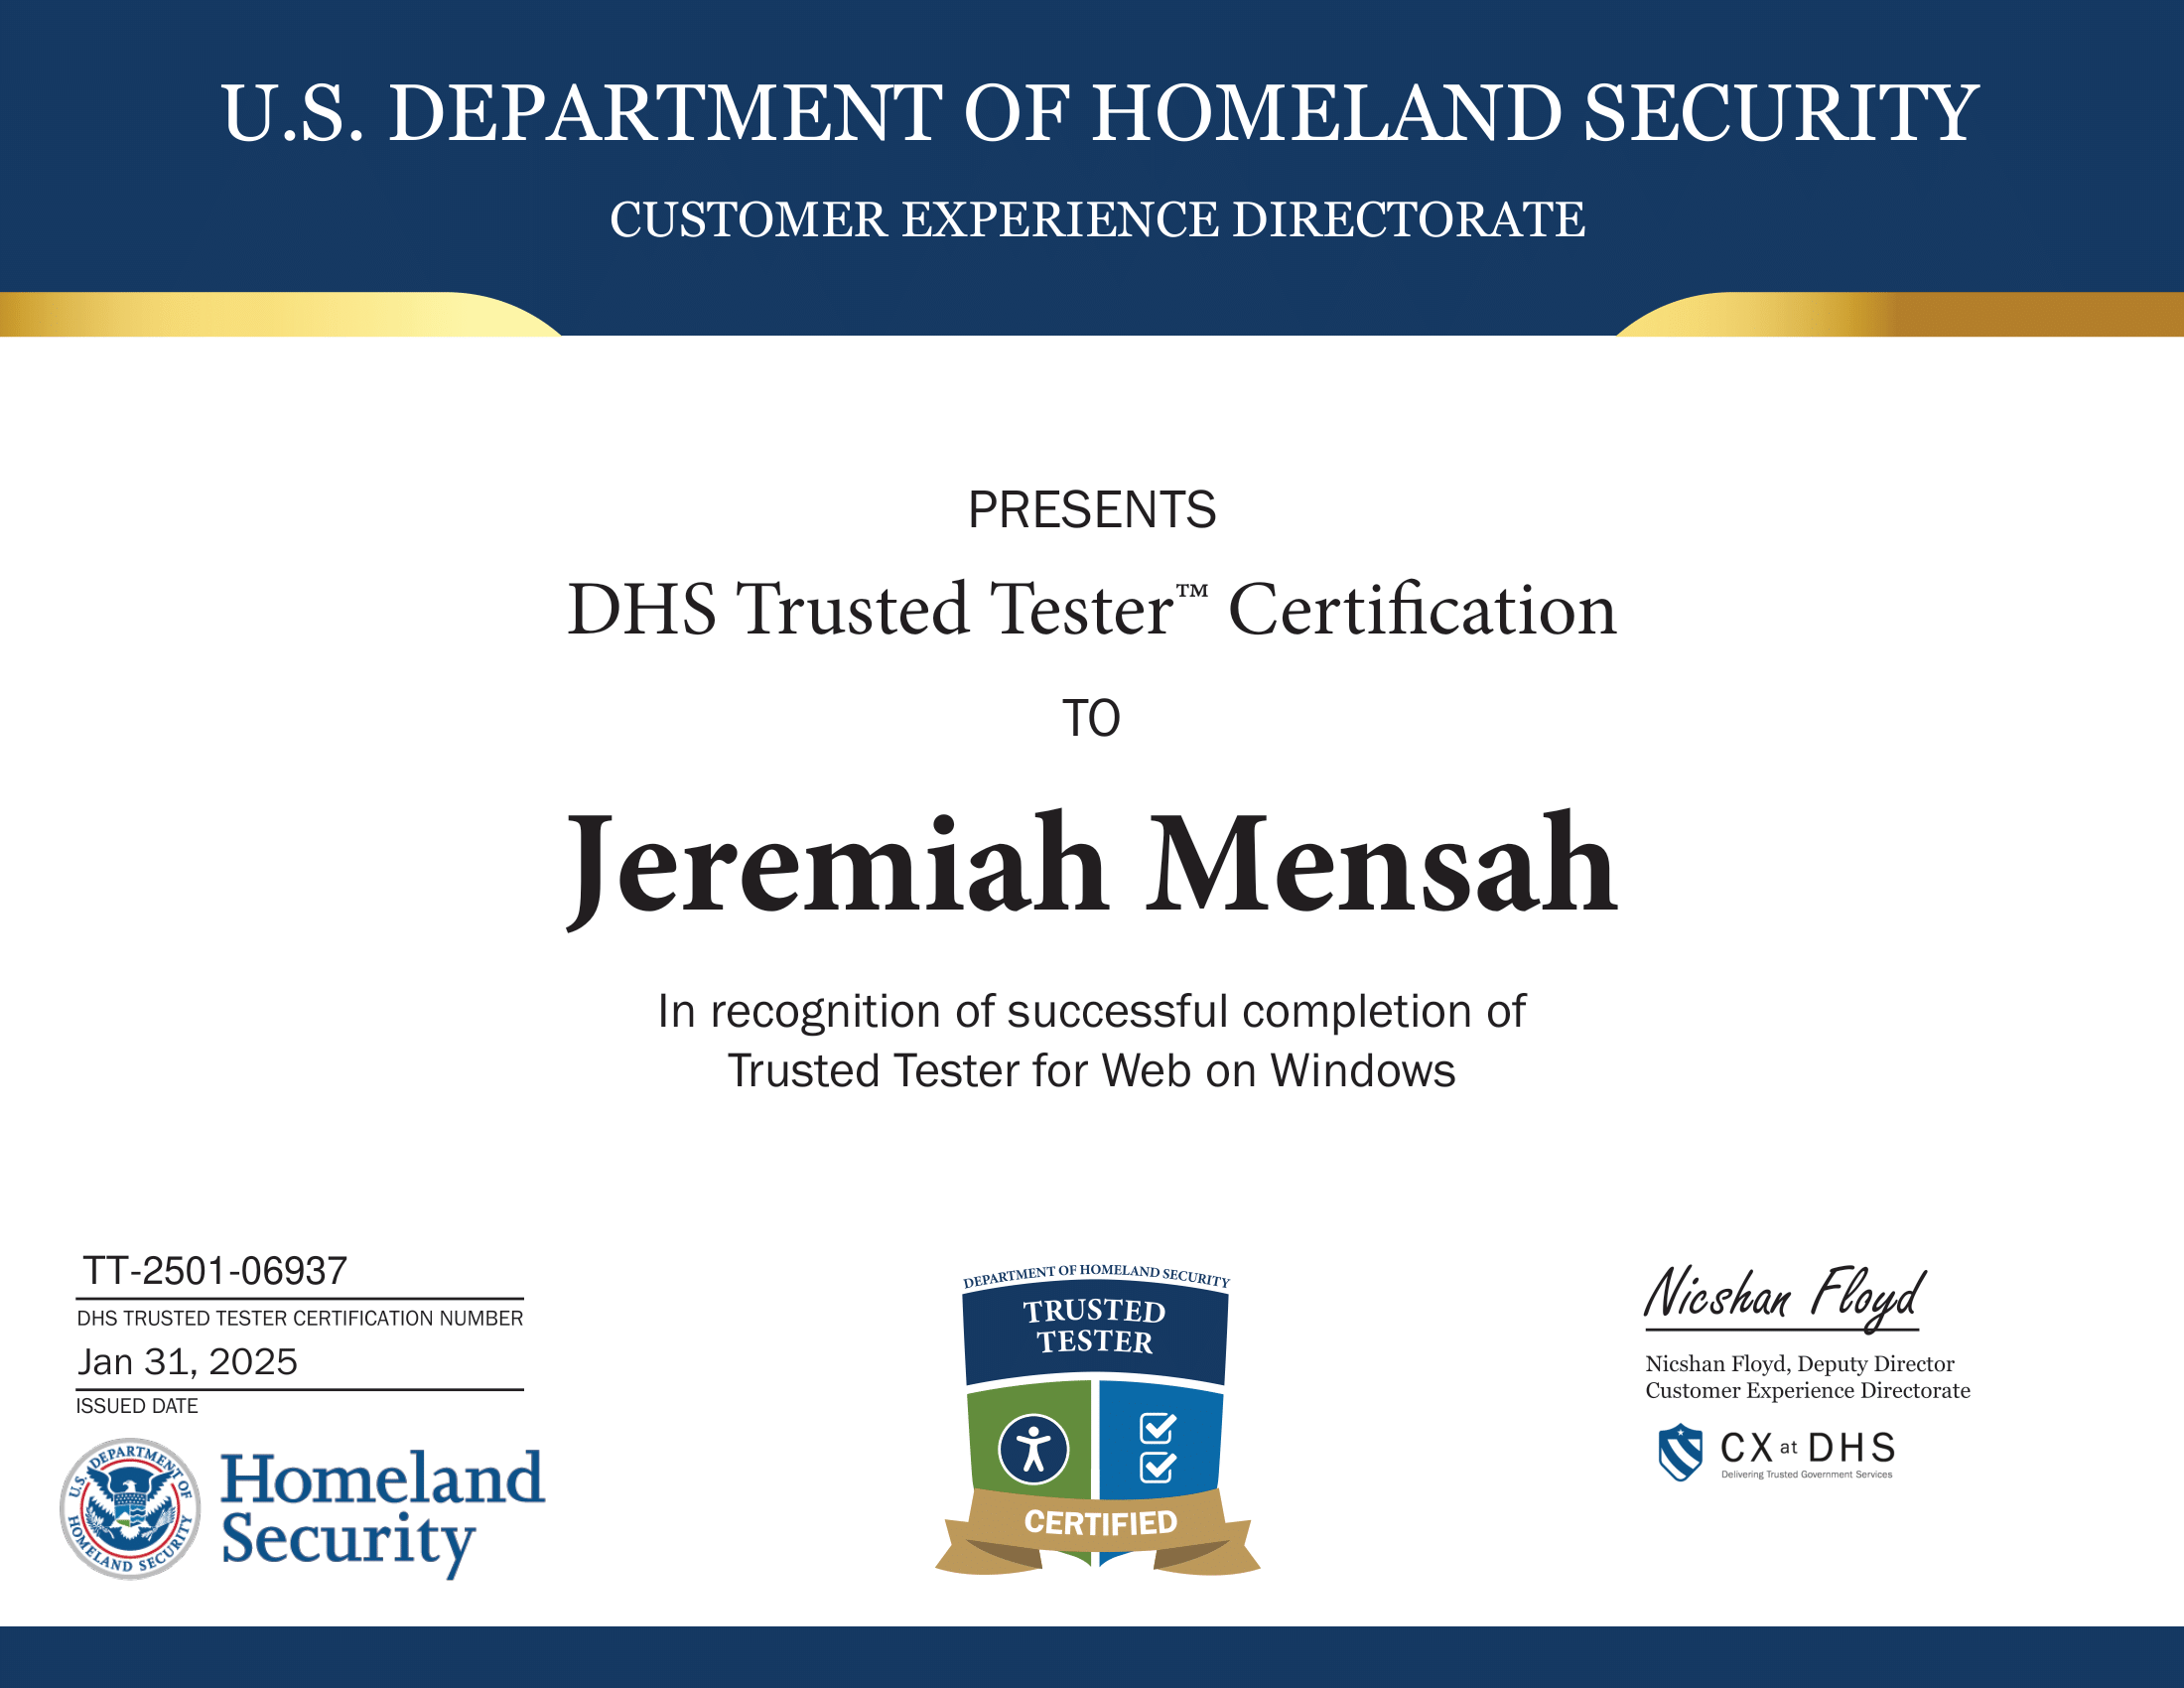 U.S. DEPARTMENT OF HOMELAND SECURITY
CUSTOMER EXPERIENCE DIRECTORATE
PRESENTS
DHS Trusted Tester™ Certification
TO
Jeremiah Mensah
In recognition of successful completion of
Trusted Tester for Web on Windows
TT-2501-06937
DHS TRUSTED TESTER CERTIFICATION NUMBER
Jan 31, 2025
ISSUED DATE
U.S. DEPARTMENT OF HOMELAND SECURITY
Homeland
Security
DEPARTMENT OF HOMELAND SECURITY
TRUSTED
TESTER
CERTIFIED
Nicshan Floyd
Nicshan Floyd, Deputy Director
Customer Experience Directorate
CX at DHS
Delivering Trusted Government Services